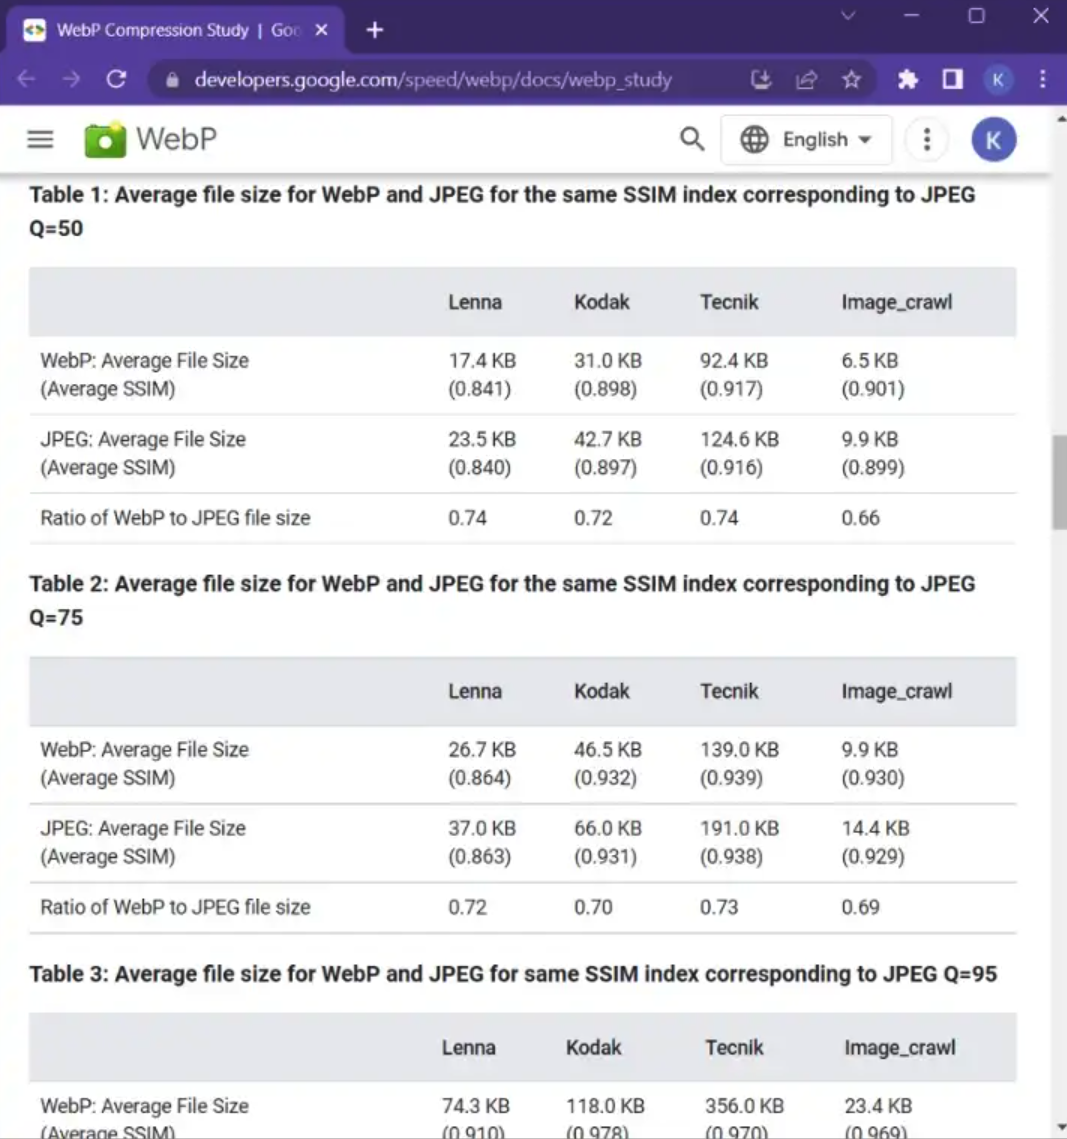 WebP Compression Study | Goo
developers.google.com/speed/webp/docs/webp_study
K
WebP
English
K
Table 1: Average file size for WebP and JPEG for the same SSIM index corresponding to JPEG
Q=50
Lenna Kodak Tecnik Image_crawl
WebP: Average File Size 17.4 KB 31.0 KB 92.4 KB 6.5 KB
(Average SSIM) (0.841) (0.898) (0.917) (0.901)
JPEG: Average File Size 23.5 KB 42.7 KB 124.6 KB 9.9 KB
(Average SSIM) (0.840) (0.897) (0.916) (0.899)
Ratio of WebP to JPEG file size 0.74 0.72 0.74 0.66
Table 2: Average file size for WebP and JPEG for the same SSIM index corresponding to JPEG
Q=75
Lenna Kodak Tecnik Image_crawl
WebP: Average File Size 26.7 KB 46.5 KB 139.0 KB 9.9 KB
(Average SSIM) (0.864) (0.932) (0.939) (0.930)
JPEG: Average File Size 37.0 KB 66.0 KB 191.0 KB 14.4 KB
(Average SSIM) (0.863) (0.931) (0.938) (0.929)
Ratio of WebP to JPEG file size 0.72 0.70 0.73 0.69
Table 3: Average file size for WebP and JPEG for same SSIM index corresponding to JPEG Q=95
Lenna Kodak Tecnik Image_crawl
WebP: Average File Size 74.3 KB 118.0 KB 356.0 KB 23.4 KB
(Average SSIM) (0.910) (0.978) (0.970) (0.969)